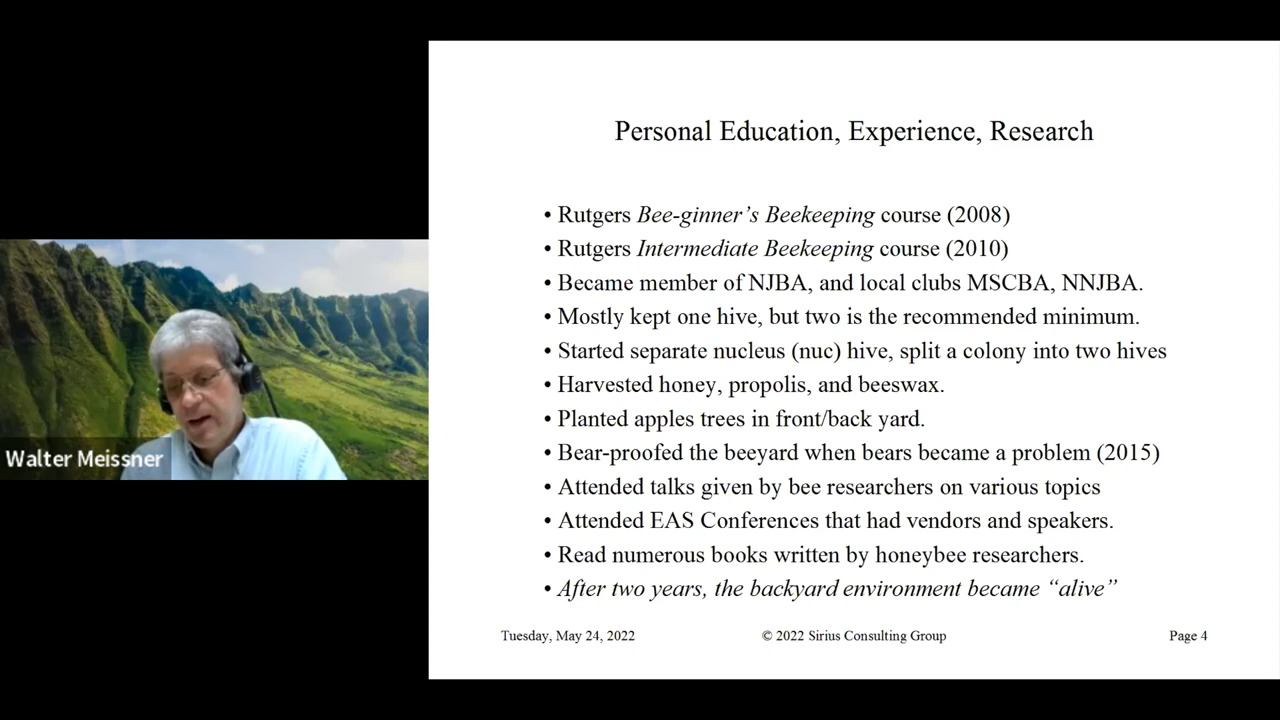 Personal Education, Experience, Research
• Rutgers Bee-ginner’s Beekeeping course (2008)
• Rutgers Intermediate Beekeeping course (2010)
• Became member of NJBA, and local clubs MSCBA, NNJBA.
• Mostly kept one hive, but two is the recommended minimum.
• Started separate nucleus (nuc) hive, split a colony into two hives
• Harvested honey, propolis, and beeswax.
• Planted apples trees in front/back yard.
• Bear-proofed the beeyard when bears became a problem (2015)
• Attended talks given by bee researchers on various topics
• Attended EAS Conferences that had vendors and speakers.
• Read numerous books written by honeybee researchers.
• After two years, the backyard environment became “alive”
Tuesday, May 24, 2022 © 2022 Sirius Consulting Group Page 4
Walter Meissner